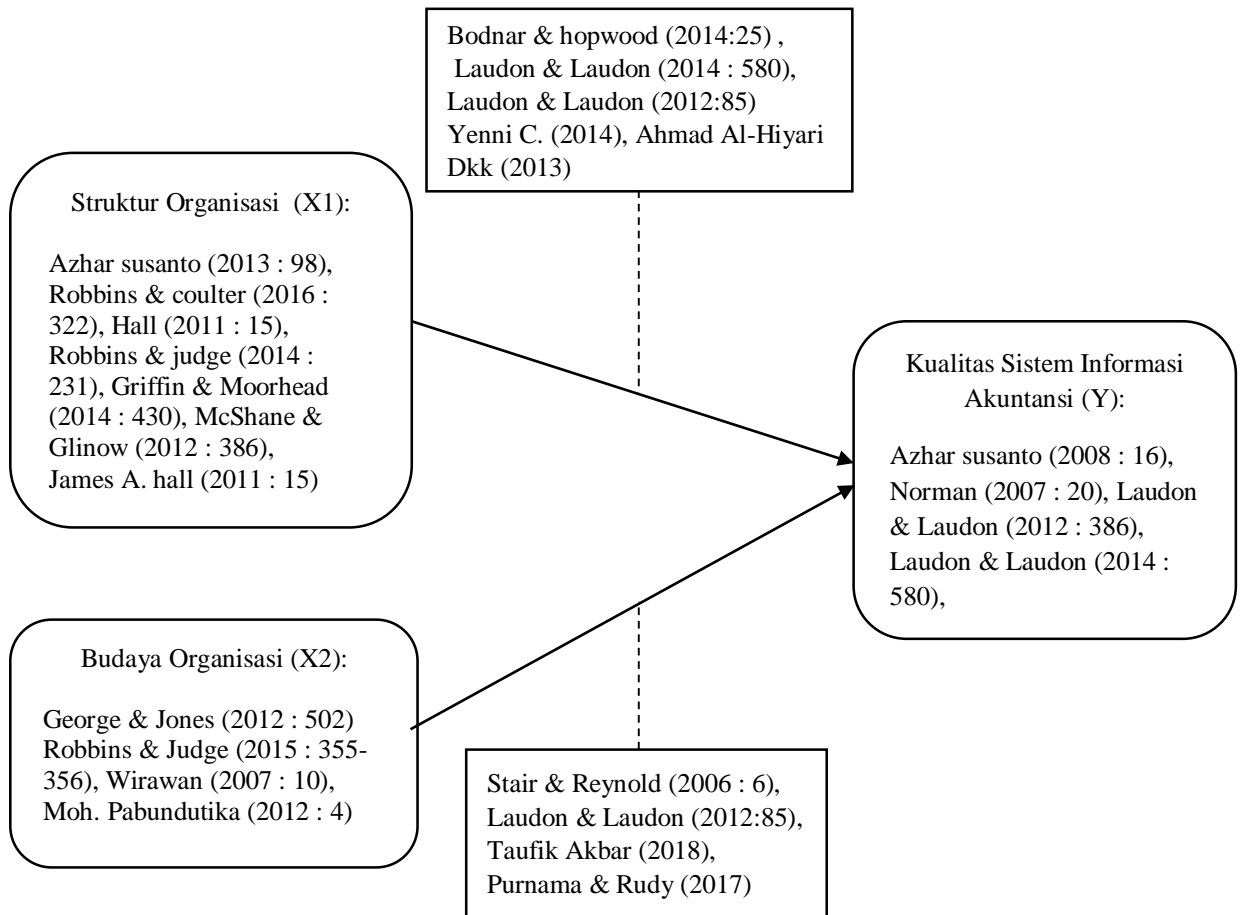 Bodnar & hopwood (2014:25) ,
Laudon & Laudon (2014 : 580),
Laudon & Laudon (2012:85)
Yenni C. (2014), Ahmad Al-Hiyari
Dkk (2013)
Struktur Organisasi (X1):
Azhar susanto (2013 : 98),
Robbins & coulter (2016 :
322), Hall (2011 : 15),
Robbins & judge (2014 :
231), Griffin & Moorhead
(2014 : 430), McShane &
Glinow (2012 : 386),
James A. hall (2011 : 15)
Kualitas Sistem Informasi
Akuntansi (Y):
Azhar susanto (2008 : 16),
Norman (2007 : 20), Laudon
& Laudon (2012 : 386),
Laudon & Laudon (2014 :
580),
Budaya Organisasi (X2):
George & Jones (2012 : 502)
Robbins & Judge (2015 : 355-
356), Wirawan (2007 : 10),
Moh. Pabundutika (2012 : 4)
Stair & Reynold (2006 : 6),
Laudon & Laudon (2012:85),
Taufik Akbar (2018),
Purnama & Rudy (2017)